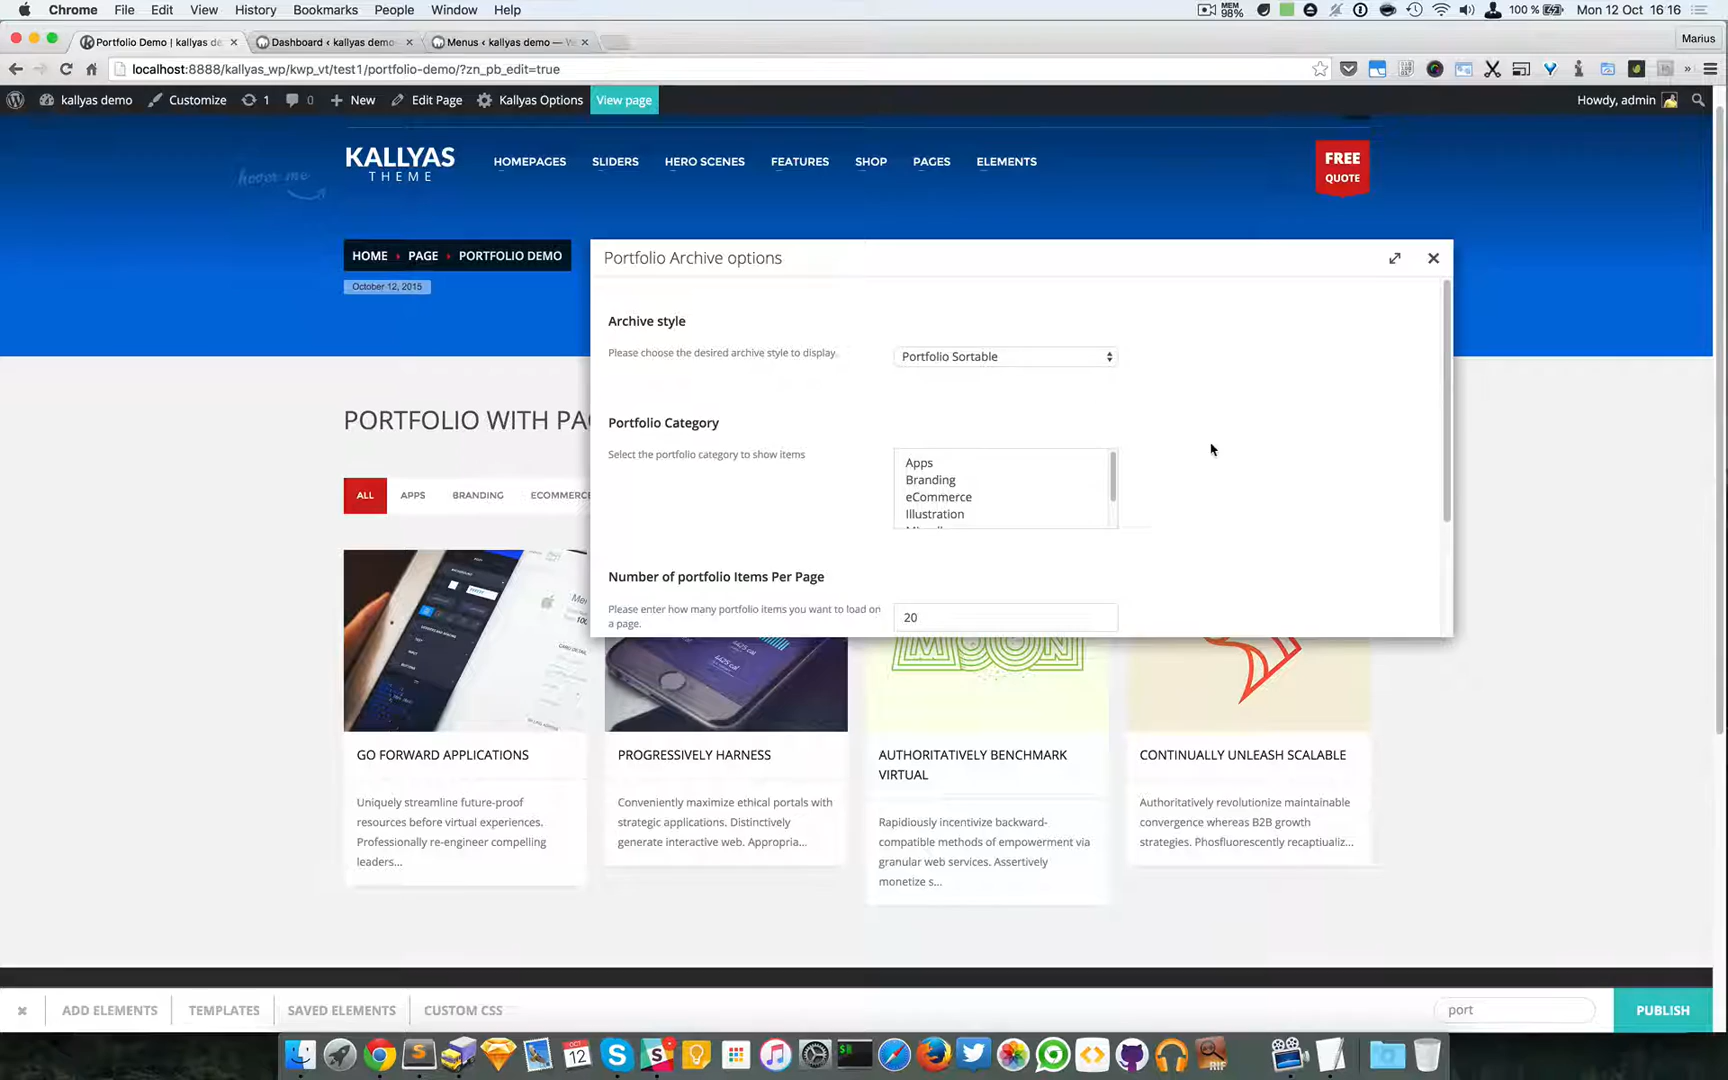 Chrome File Edit View History Bookmarks People Window Help
MEM 98% 100 % Mon 12 Oct 16:16
Portfolio Demo | kallyas de Dashboard ‹ kallyas demo Menus ‹ kallyas demo — W Marius
localhost:8888/kallyas_wp/kwp_vt/test1/portfolio-demo/?zn_pb_edit=true
kallyas demo Customize 1 0 New Edit Page Kallyas Options View page Howdy, admin
KALLYAS
THEME
hover me
HOMEPAGES SLIDERS HERO SCENES FEATURES SHOP PAGES ELEMENTS
FREE
QUOTE
HOME PAGE PORTFOLIO DEMO
October 12, 2015
Portfolio Archive options
Archive style
Please choose the desired archive style to display.
Portfolio Sortable
Portfolio Category
Select the portfolio category to show items
Apps
Branding
eCommerce
Illustration
Number of portfolio Items Per Page
Please enter how many portfolio items you want to load on
a page.
20
PORTFOLIO WITH PA
ALL APPS BRANDING ECOMMERCE
GO FORWARD APPLICATIONS
Uniquely streamline future-proof
resources before virtual experiences.
Professionally re-engineer compelling
leaders...
PROGRESSIVELY HARNESS
Conveniently maximize ethical portals with
strategic applications. Distinctively
generate interactive web. Appropria...
AUTHORITATIVELY BENCHMARK
VIRTUAL
Rapidiously incentivize backward-
compatible methods of empowerment via
granular web services. Assertively
monetize s...
CONTINUALLY UNLEASH SCALABLE
Authoritatively revolutionize maintainable
convergence whereas B2B growth
strategies. Phosfluorescently recaptiualiz...
ADD ELEMENTS TEMPLATES SAVED ELEMENTS CUSTOM CSS port PUBLISH